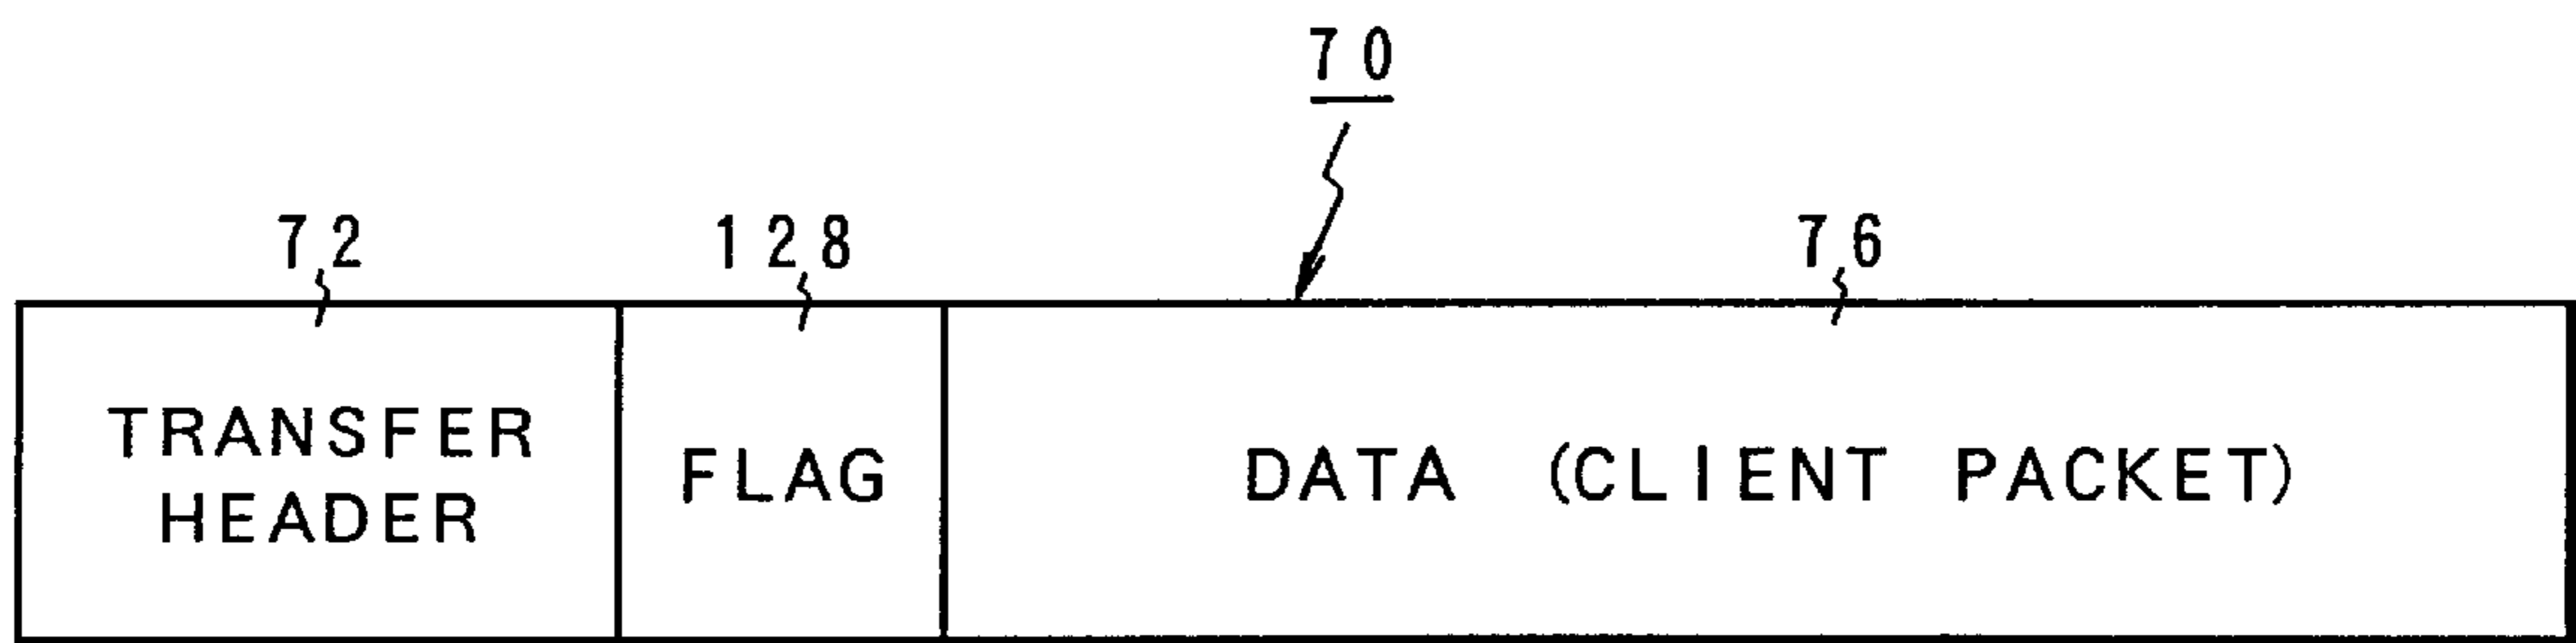 70
72
128
76
TRANSFER
HEADER
FLAG
DATA (CLIENT PACKET)